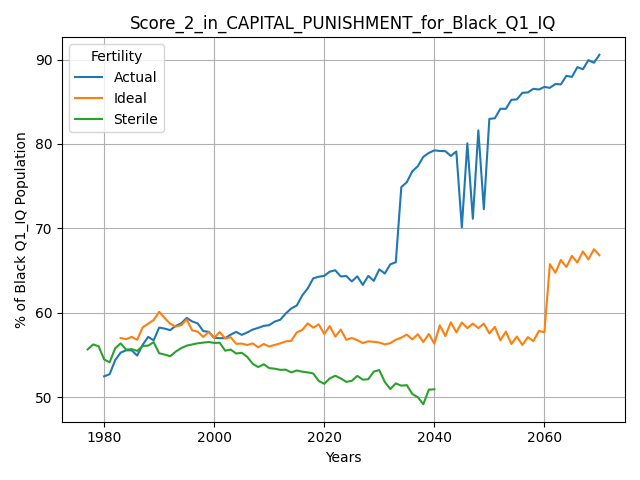 Score_2_in_CAPITAL_PUNISHMENT_for_Black_Q1_IQ
Fertility
Actual
Ideal
Sterile
% of Black Q1_IQ Population
90
80
70
60
50
1980
2000
2020
2040
2060
Years